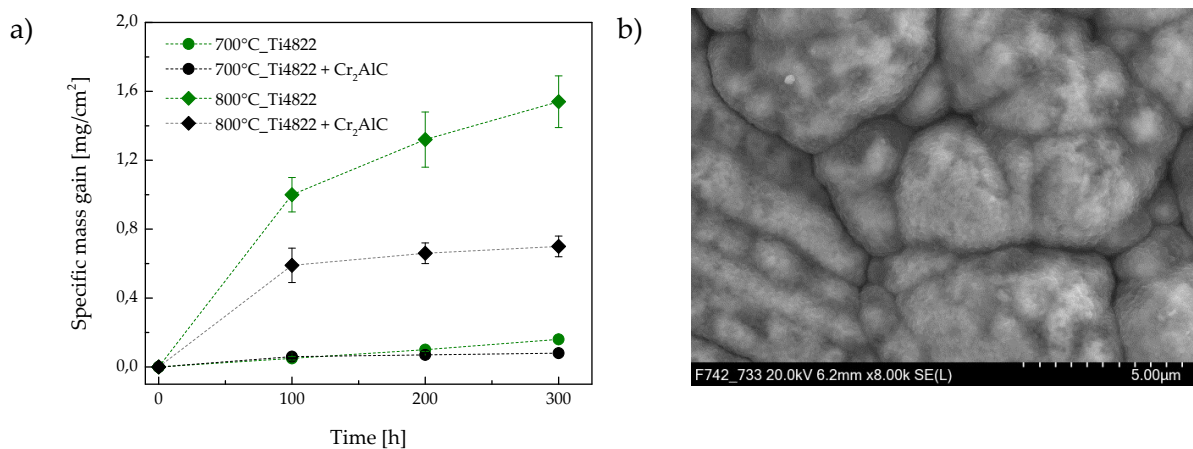 a)
b)
700°C_Ti4822
700°C_Ti4822 + Cr₂AlC
800°C_Ti4822
800°C_Ti4822 + Cr₂AlC
Specific mass gain [mg/cm²]
2,0
1,6
1,2
0,8
0,4
0,0
0 100 200 300
Time [h]
F742_733 20.0kV 6.2mm x8.00k SE(L)
5.00μm